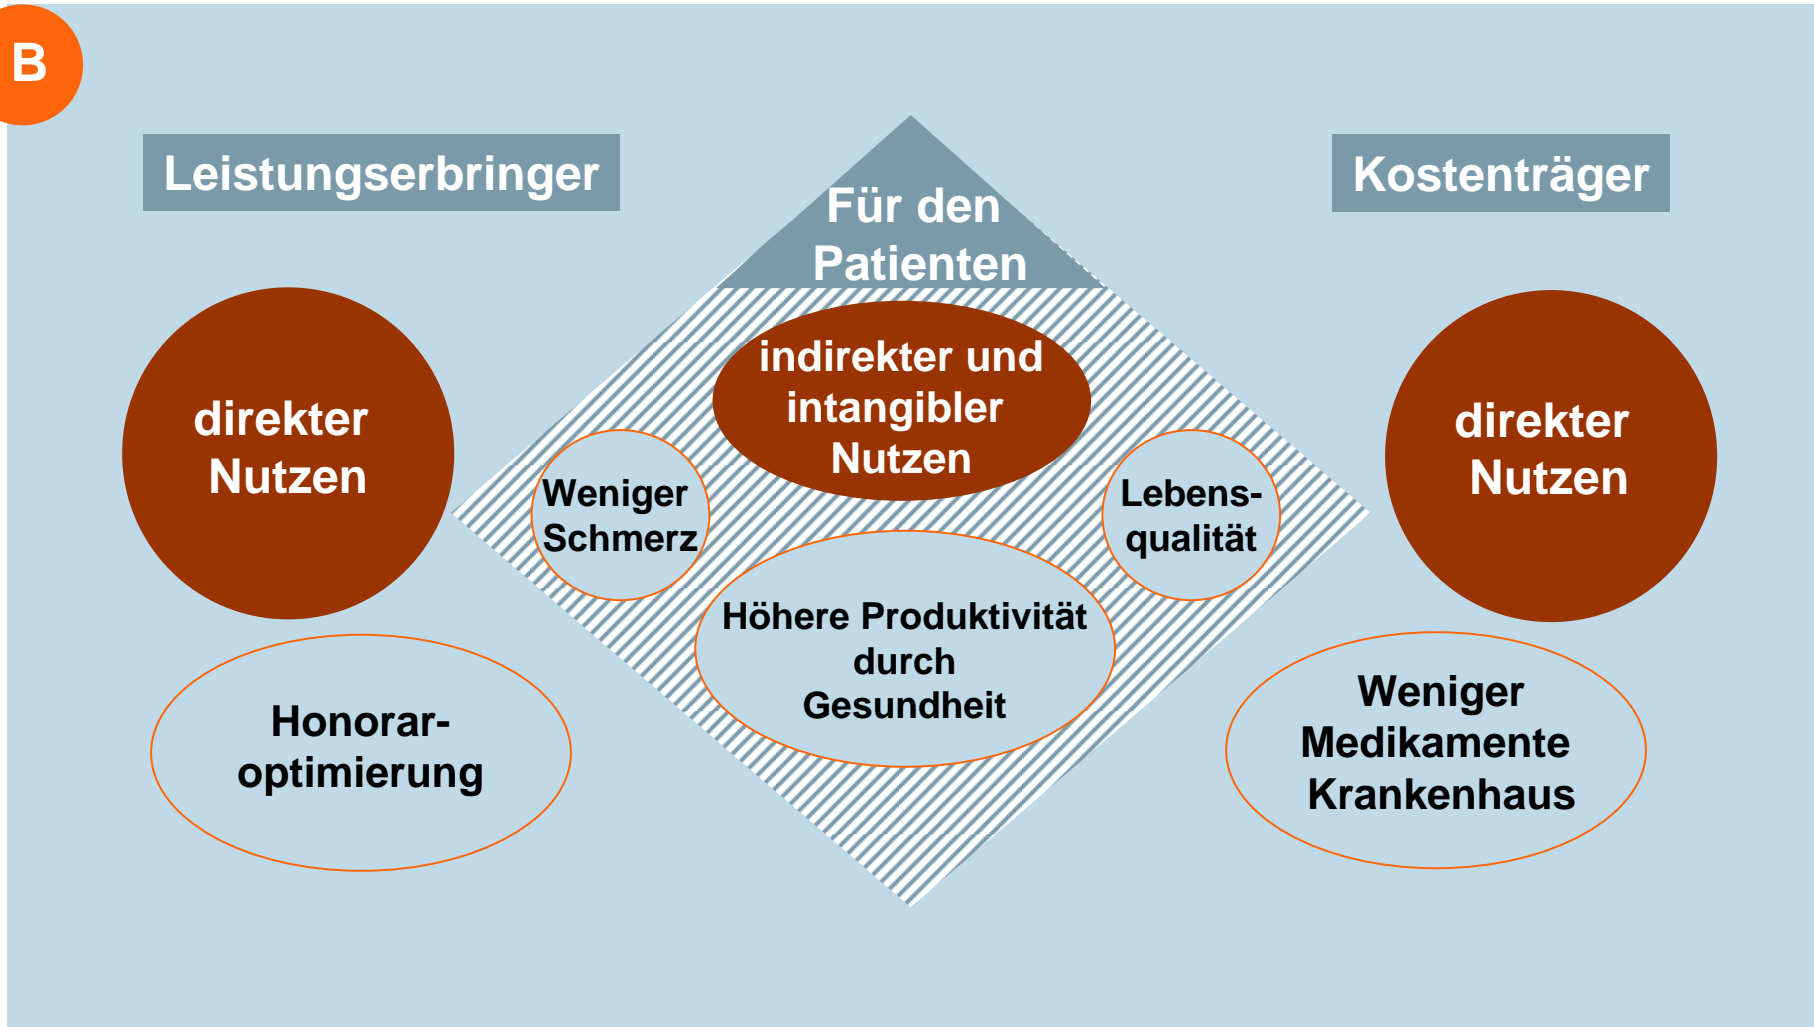 B
Leistungserbringer
direkter
Nutzen
Honorar-
optimierung
Für den
Patienten
indirekter und
intangibler
Nutzen
Weniger
Schmerz
Lebens-
qualität
Höhere Produktivität
durch
Gesundheit
Kostenträger
direkter
Nutzen
Weniger
Medikamente
Krankenhaus